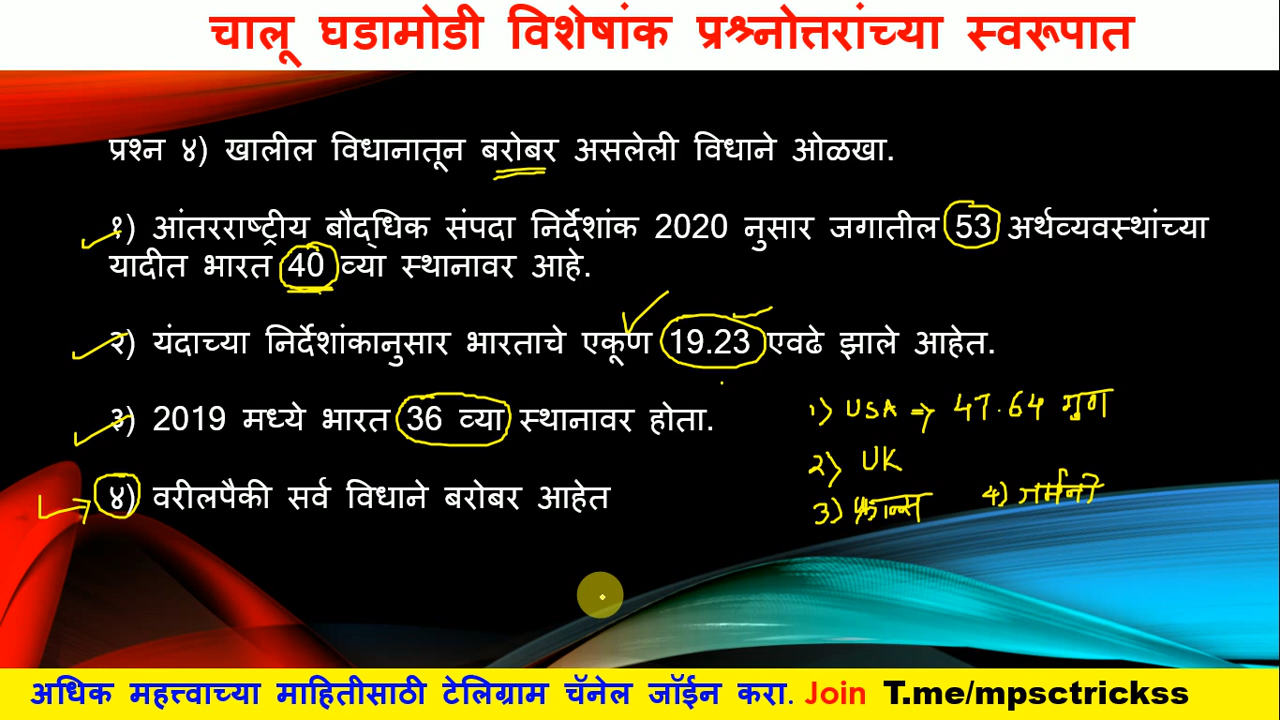 चालू घडामोडी विशेषांक प्रश्नोत्तरांच्या स्वरूपात
प्रश्न ४) खालील विधानातून बरोबर असलेली विधाने ओळखा.
१) आंतरराष्ट्रीय बौद्धिक संपदा निर्देशांक 2020 नुसार जगातील 53 अर्थव्यवस्थांच्या
यादीत भारत 40 व्या स्थानावर आहे.
२) यंदाच्या निर्देशांकानुसार भारताचे एकूण 19.23 एवढे झाले आहेत.
३) 2019 मध्ये भारत 36 व्या स्थानावर होता.
1) USA ⇒ 47.64 गुण
2) UK
४) वरीलपैकी सर्व विधाने बरोबर आहेत
3) फ्रान्स 4) जर्मनी
अधिक महत्त्वाच्या माहितीसाठी टेलिग्राम चॅनेल जॉईन करा. Join T.me/mpsctrickss